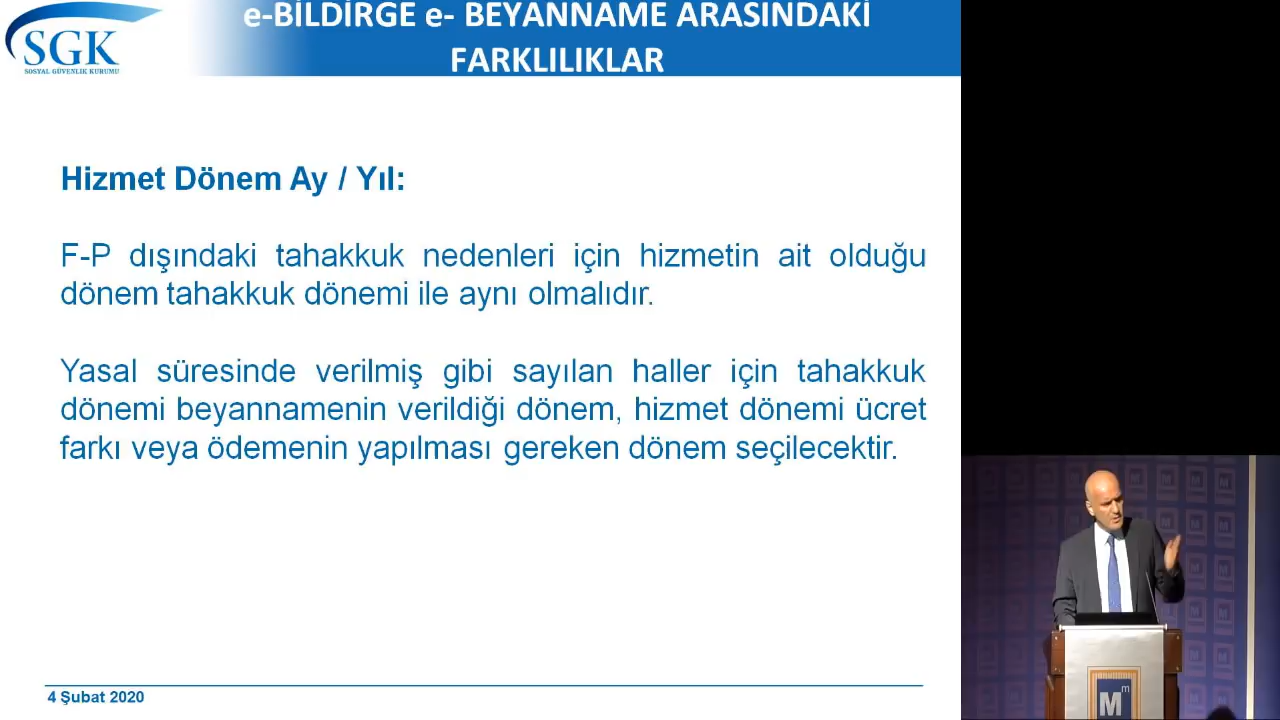 e-BİLDİRGE e- BEYANNAME ARASINDAKİ
FARKLILIKLAR
SGK
SOSYAL GÜVENLİK KURUMU
Hizmet Dönem Ay / Yıl:
F-P dışındaki tahakkuk nedenleri için hizmetin ait olduğu
dönem tahakkuk dönemi ile aynı olmalıdır.
Yasal süresinde verilmiş gibi sayılan haller için tahakkuk
dönemi beyannamenin verildiği dönem, hizmet dönemi ücret
farkı veya ödemenin yapılması gereken dönem seçilecektir.
4 Şubat 2020
M
m